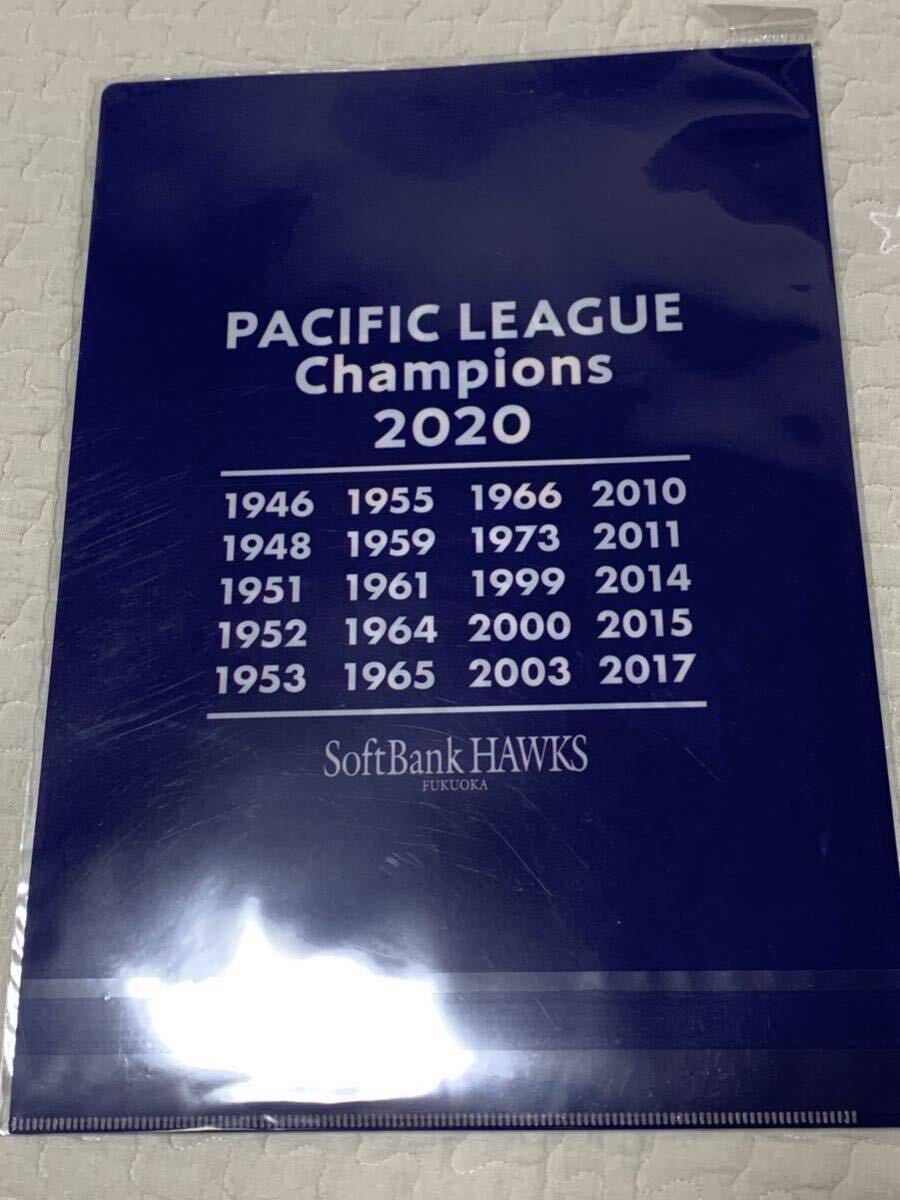 PACIFIC LEAGUE
Champions
2020
1946 1955 1966 2010
1948 1959 1973 2011
1951 1961 1999 2014
1952 1964 2000 2015
1953 1965 2003 2017
SoftBank HAWKS
FUKUOKA